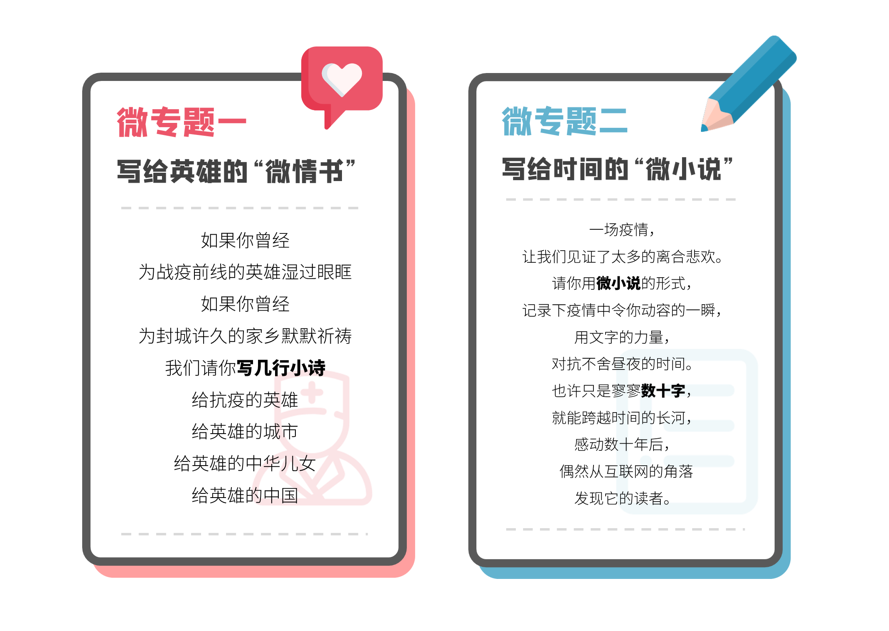 微专题一
写给英雄的“微情书”
如果你曾经
为战疫前线的英雄湿过眼眶
如果你曾经
为封城许久的家乡默默祈祷
我们请你写几行小诗
给抗疫的英雄
给英雄的城市
给英雄的中华儿女
给英雄的中国
微专题二
写给时间的“微小说”
一场疫情，
让我们见证了太多的离合悲欢。
请你用微小说的形式，
记录下疫情中令你动容的一瞬，
用文字的力量，
对抗不舍昼夜的时间。
也许只是寥寥数十字，
就能跨越时间的长河，
感动数十年后，
偶然从互联网的角落
发现它的读者。